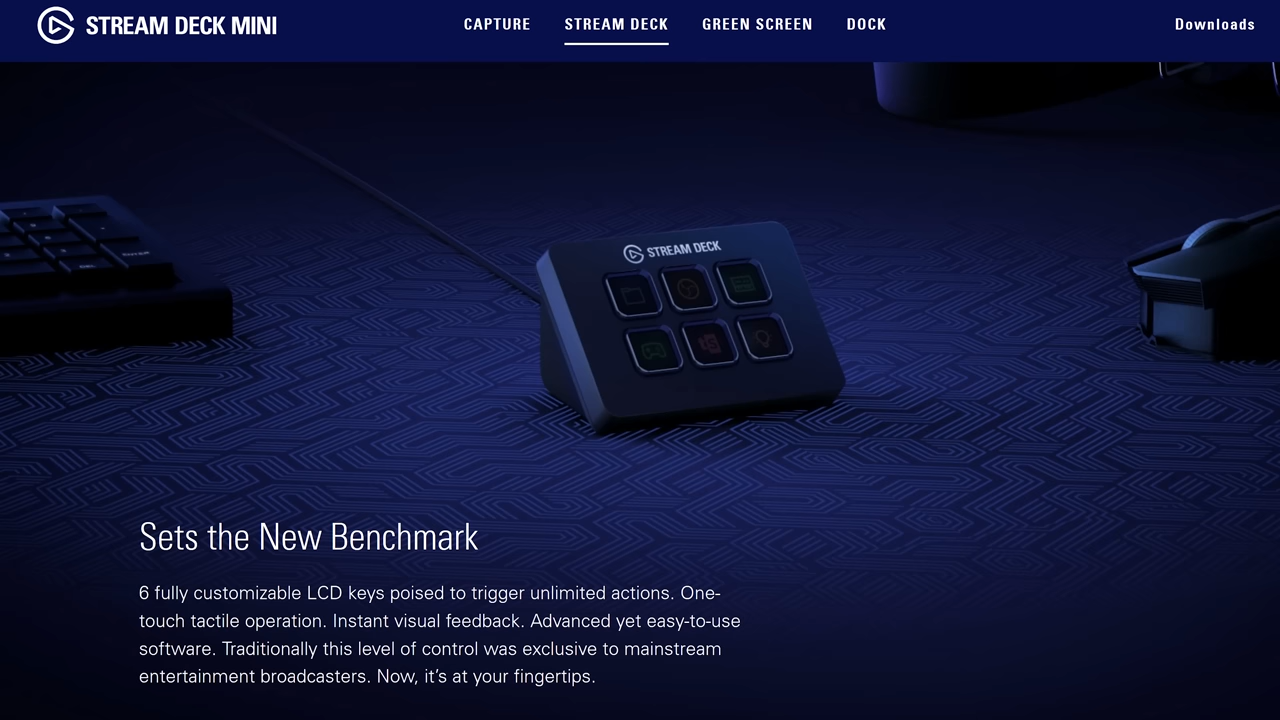 STREAM DECK MINI
CAPTURE STREAM DECK GREEN SCREEN DOCK
Downloads
STREAM DECK
Sets the New Benchmark
6 fully customizable LCD keys poised to trigger unlimited actions. One-
touch tactile operation. Instant visual feedback. Advanced yet easy-to-use
software. Traditionally this level of control was exclusive to mainstream
entertainment broadcasters. Now, it’s at your fingertips.